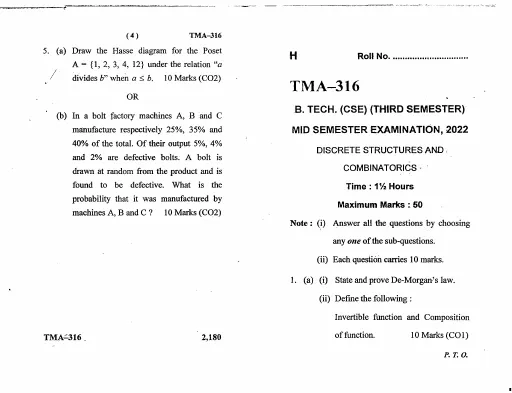 ( 4 ) TMA–316
5. (a) Draw the Hasse diagram for the Poset
A = {1, 2, 3, 4, 12} under the relation “a
divides b” when a ≤ b. 10 Marks (CO2)
OR
(b) In a bolt factory machines A, B and C
manufacture respectively 25%, 35% and
40% of the total. Of their output 5%, 4%
and 2% are defective bolts. A bolt is
drawn at random from the product and is
found to be defective. What is the
probability that it was manufactured by
machines A, B and C ? 10 Marks (CO2)
TMA–316 2,180
H Roll No. ..............................
TMA–316
B. TECH. (CSE) (THIRD SEMESTER)
MID SEMESTER EXAMINATION, 2022
DISCRETE STRUCTURES AND
COMBINATORICS
Time : 1½ Hours
Maximum Marks : 50
Note : (i) Answer all the questions by choosing
any one of the sub-questions.
(ii) Each question carries 10 marks.
1. (a) (i) State and prove De-Morgan's law.
(ii) Define the following :
Invertible function and Composition
of function. 10 Marks (CO1)
P. T. O.